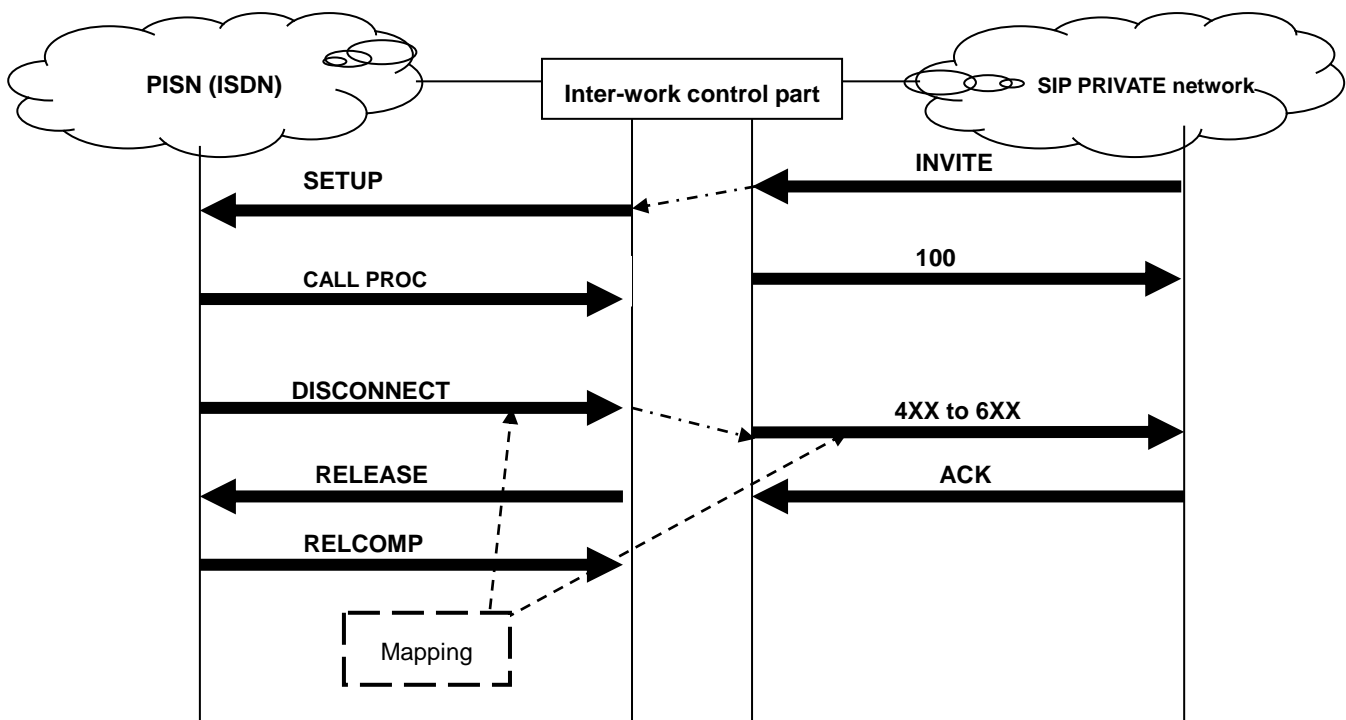 PISN (ISDN)
Inter-work control part
SIP PRIVATE network
INVITE
SETUP
100
CALL PROC
DISCONNECT
4XX to 6XX
RELEASE
ACK
RELCOMP
Mapping